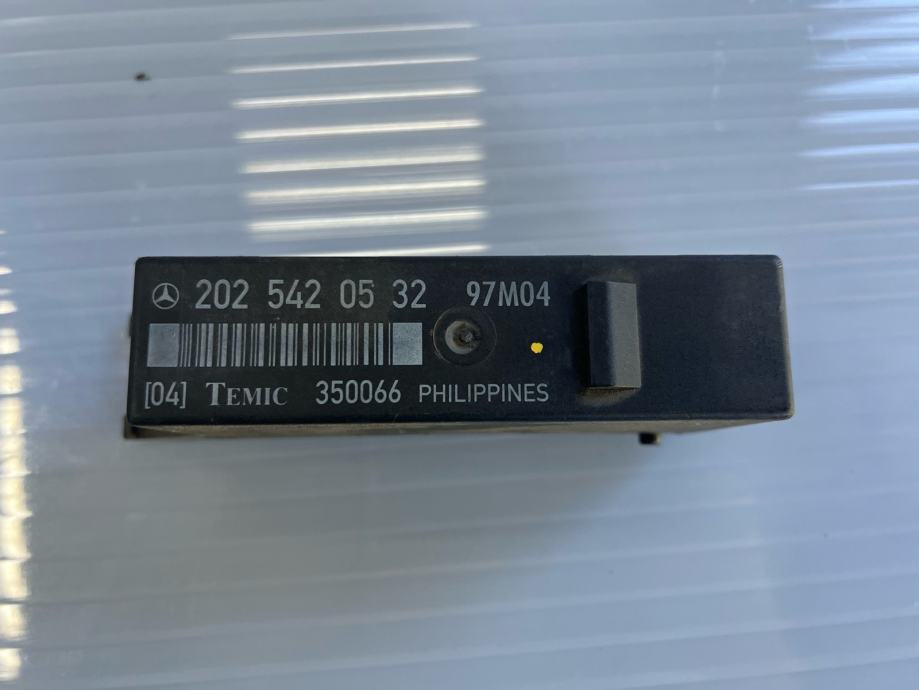 202 542 05 32 97M04
[04] TEMIC 350066 PHILIPPINES